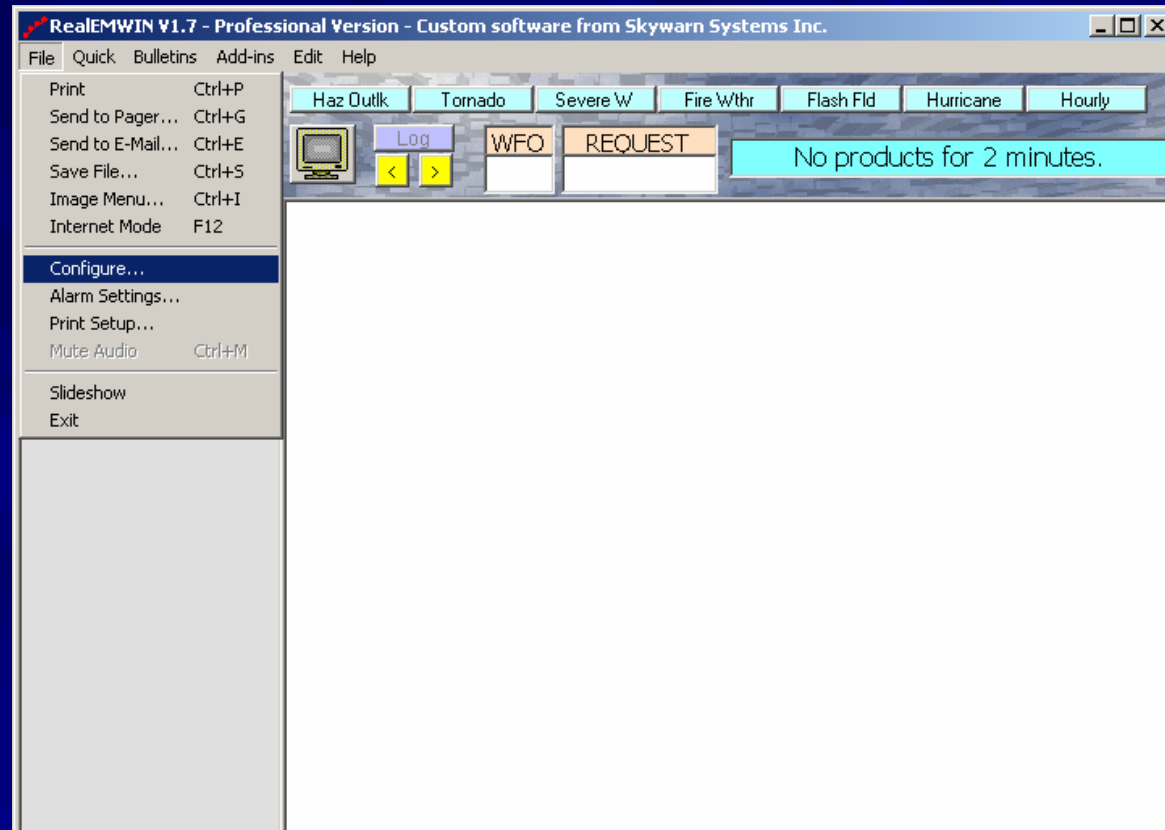 RealEMWIN V1.7 - Professional Version - Custom software from Skywarn Systems Inc.
File Quick Bulletins Add-ins Edit Help
Print Ctrl+P
Send to Pager... Ctrl+G
Send to E-Mail... Ctrl+E
Save File... Ctrl+S
Image Menu... Ctrl+I
Internet Mode F12
Configure...
Alarm Settings...
Print Setup...
Mute Audio Ctrl+M
Slideshow
Exit
Haz Outlk Tornado Severe W Fire Wthr Flash Fld Hurricane Hourly
Log WFO REQUEST
< >
No products for 2 minutes.